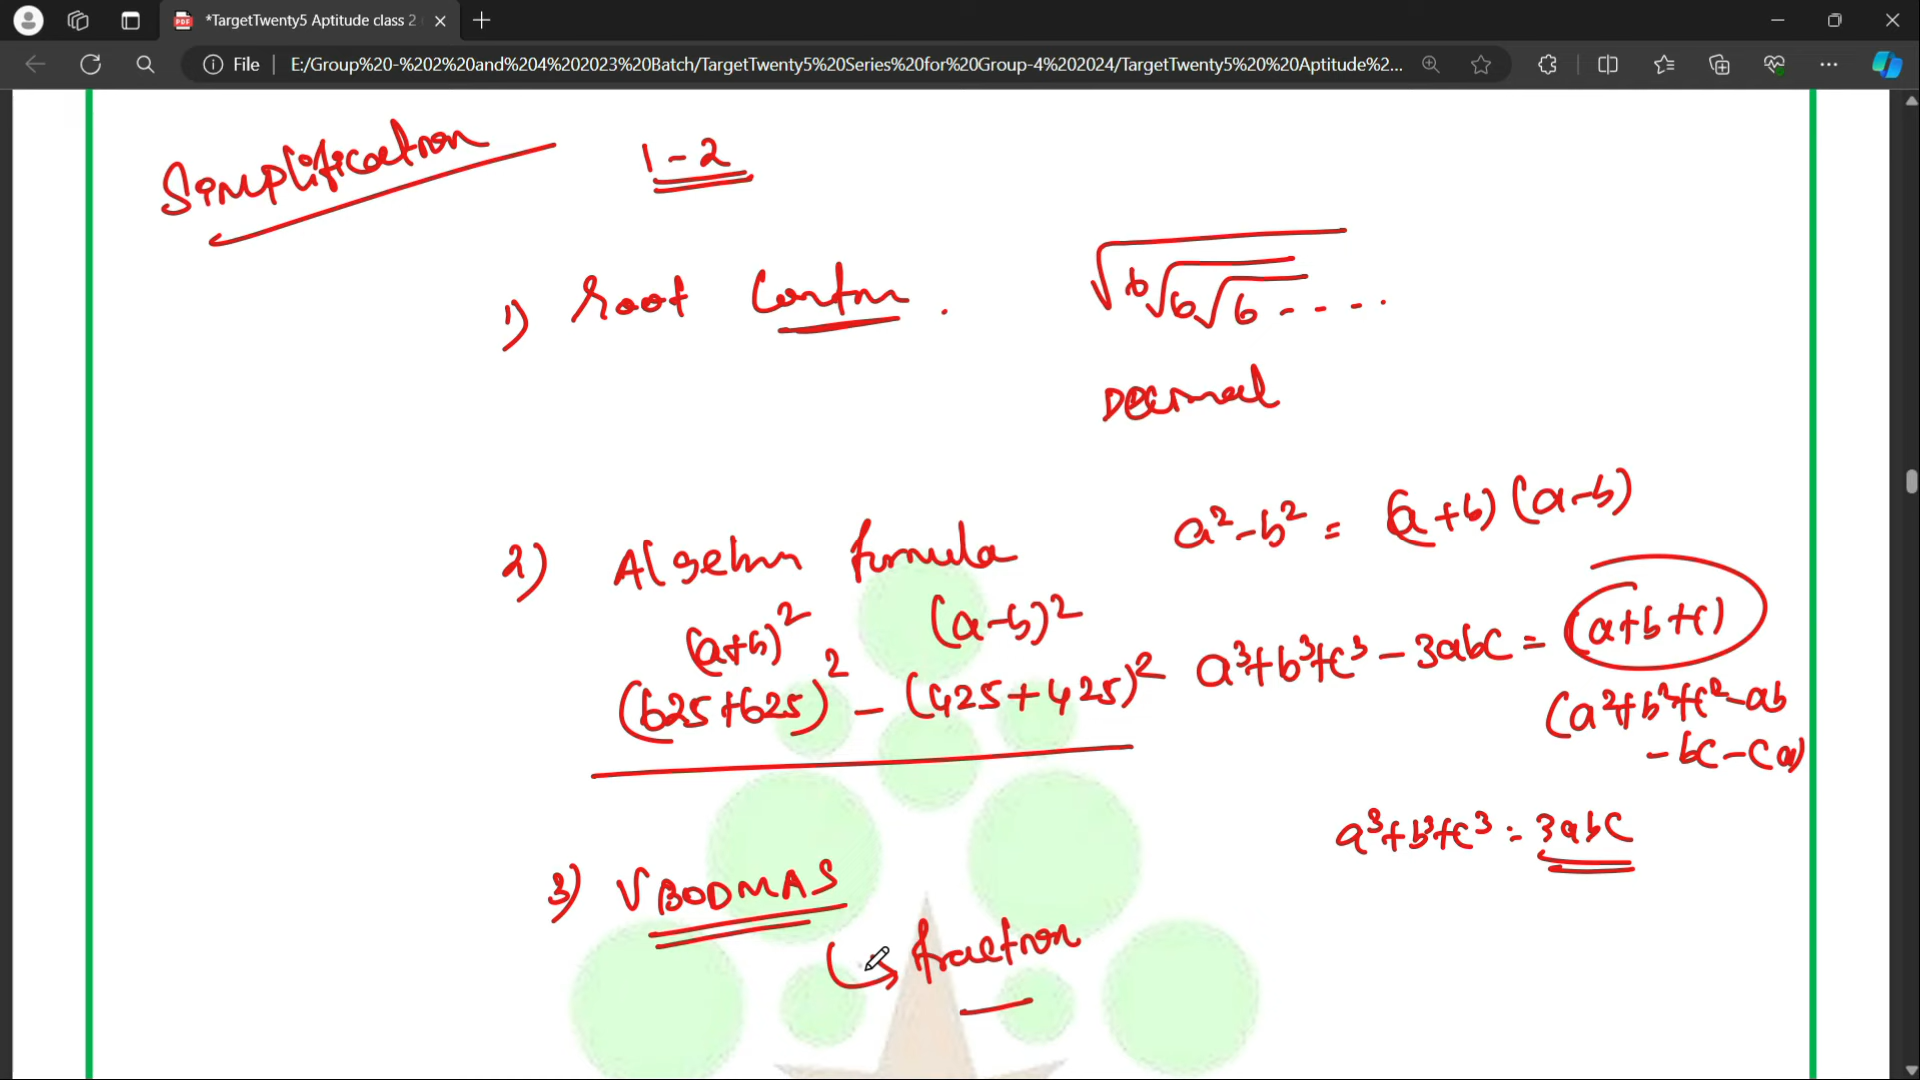 *TargetTwenty5 Aptitude class 2
File
E:/Group%20-%202%20and%204%202023%20Batch/TargetTwenty5%20Series%20for%20Group-4%202024/TargetTwenty5%20%20Aptitude%2...
Simplification
1-2
1) root
√6√6√6 - - - - .
Decimal
2) Algebra formula
a²-b² = (a+b)(a-b)
(a+b)² (a-b)²
a³+b³+c³-3abc = (a+b+c)
(625+625)² - (425+425)²
(a²+b²+c²-ab
-bc-ca)
a³+b³+c³ = 3abc
3) VBODMAS
fraction